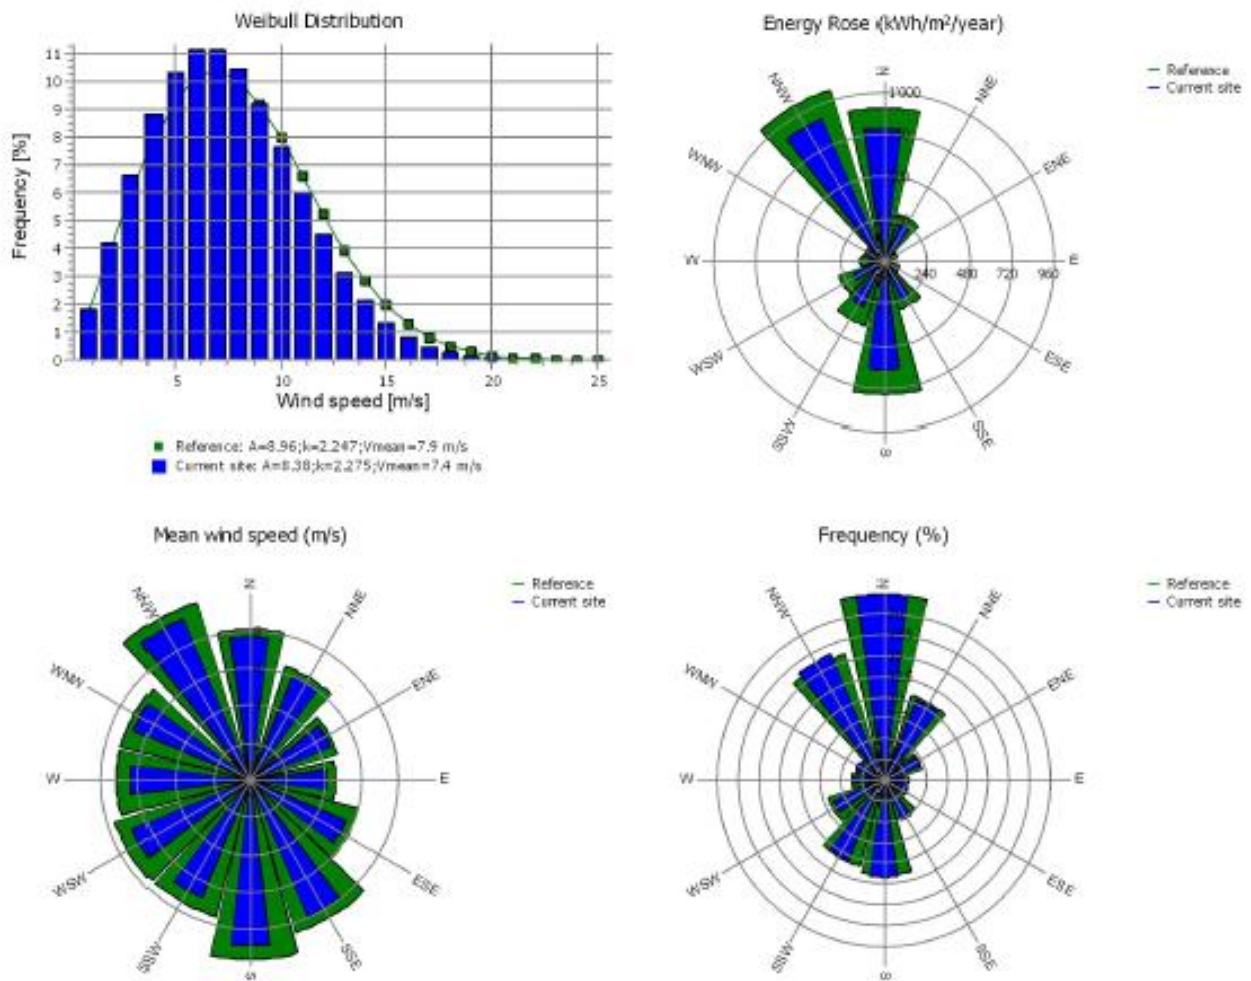 Weibull Distribution
Frequency [%]
11
10
9
8
7
6
5
4
3
2
1
0
5
10
15
20
25
Wind speed [m/s]
Reference: A=8.96;k=2.247;Vmean=7.9 m/s
Current site: A=8.38;k=2.275;Vmean=7.4 m/s
Energy Rose (kWh/m²/year)
Reference
Current site
N
NNE
ENE
E
ESE
SSE
S
SSW
WSW
W
WNW
NNW
1'000
240
480
720
960
Mean wind speed (m/s)
Reference
Current site
N
NNE
ENE
E
ESE
SSE
S
SSW
WSW
W
WNW
NNW
Frequency (%)
Reference
Current site
N
NNE
ENE
E
ESE
SSE
S
SSW
WSW
W
WNW
NNW